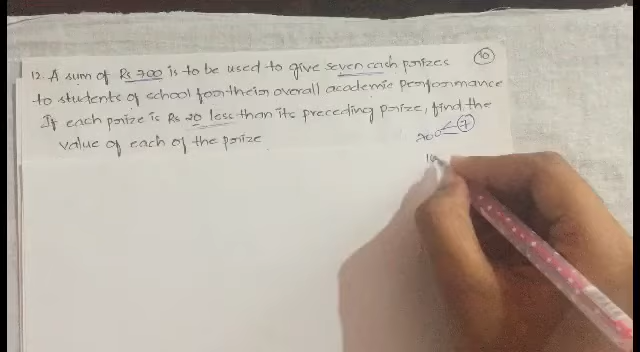 12. A sum of Rs 700 is to be used to give seven cash prizes
to students of school for their overall academic performance
If each prize is Rs 20 less than its preceding prize, find the
value of each of the prize
10
700 7